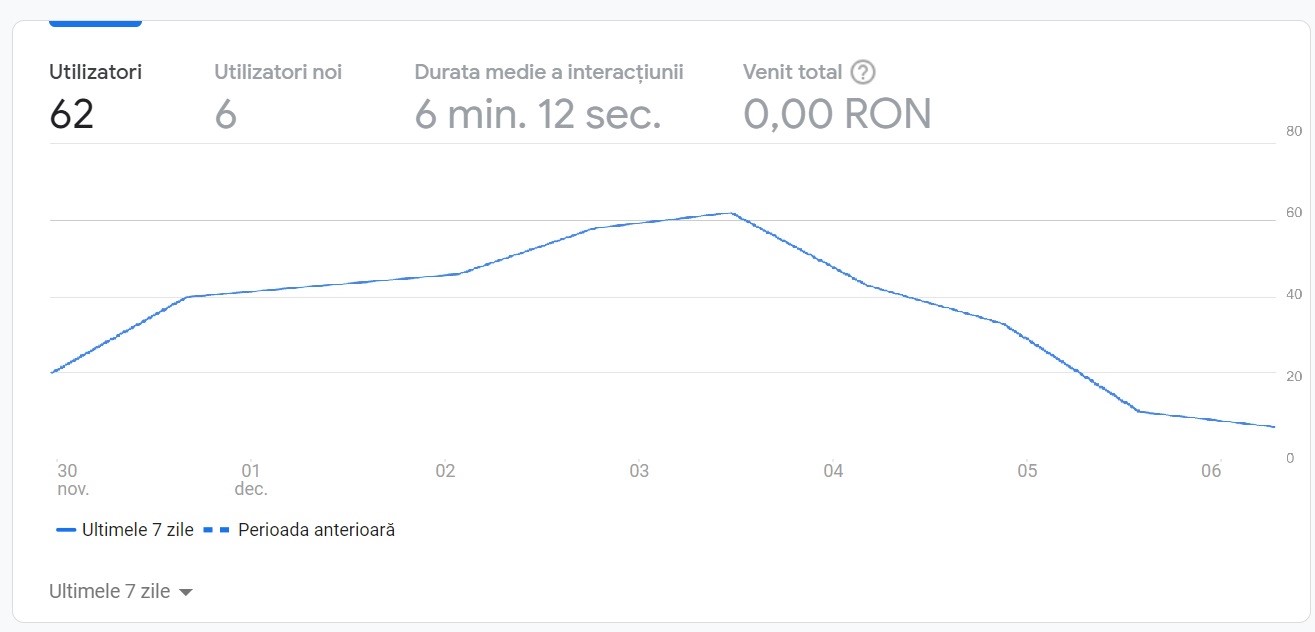 Utilizatori
62
Utilizatori noi
6
Durata medie a interacțiunii
6 min. 12 sec.
Venit total ?
0,00 RON
80
60
40
20
0
30 nov.
01 dec.
02
03
04
05
06
Ultimele 7 zile
Perioada anterioară
Ultimele 7 zile